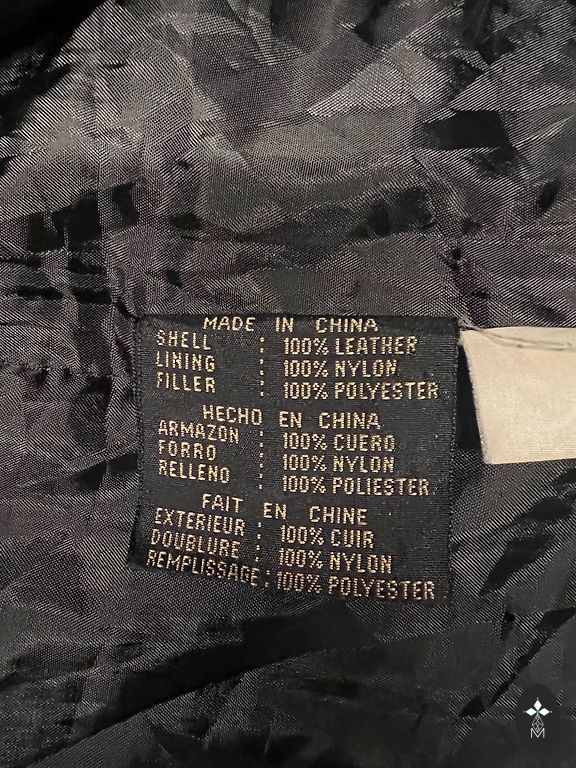 MADE IN CHINA
SHELL : 100% LEATHER
LINING : 100% NYLON
FILLER : 100% POLYESTER
HECHO EN CHINA
ARMAZON : 100% CUERO
FORRO : 100% NYLON
RELLENO : 100% POLIESTER
FAIT EN CHINE
EXTERIEUR : 100% CUIR
DOUBLURE : 100% NYLON
REMPLISSAGE : 100% POLYESTER